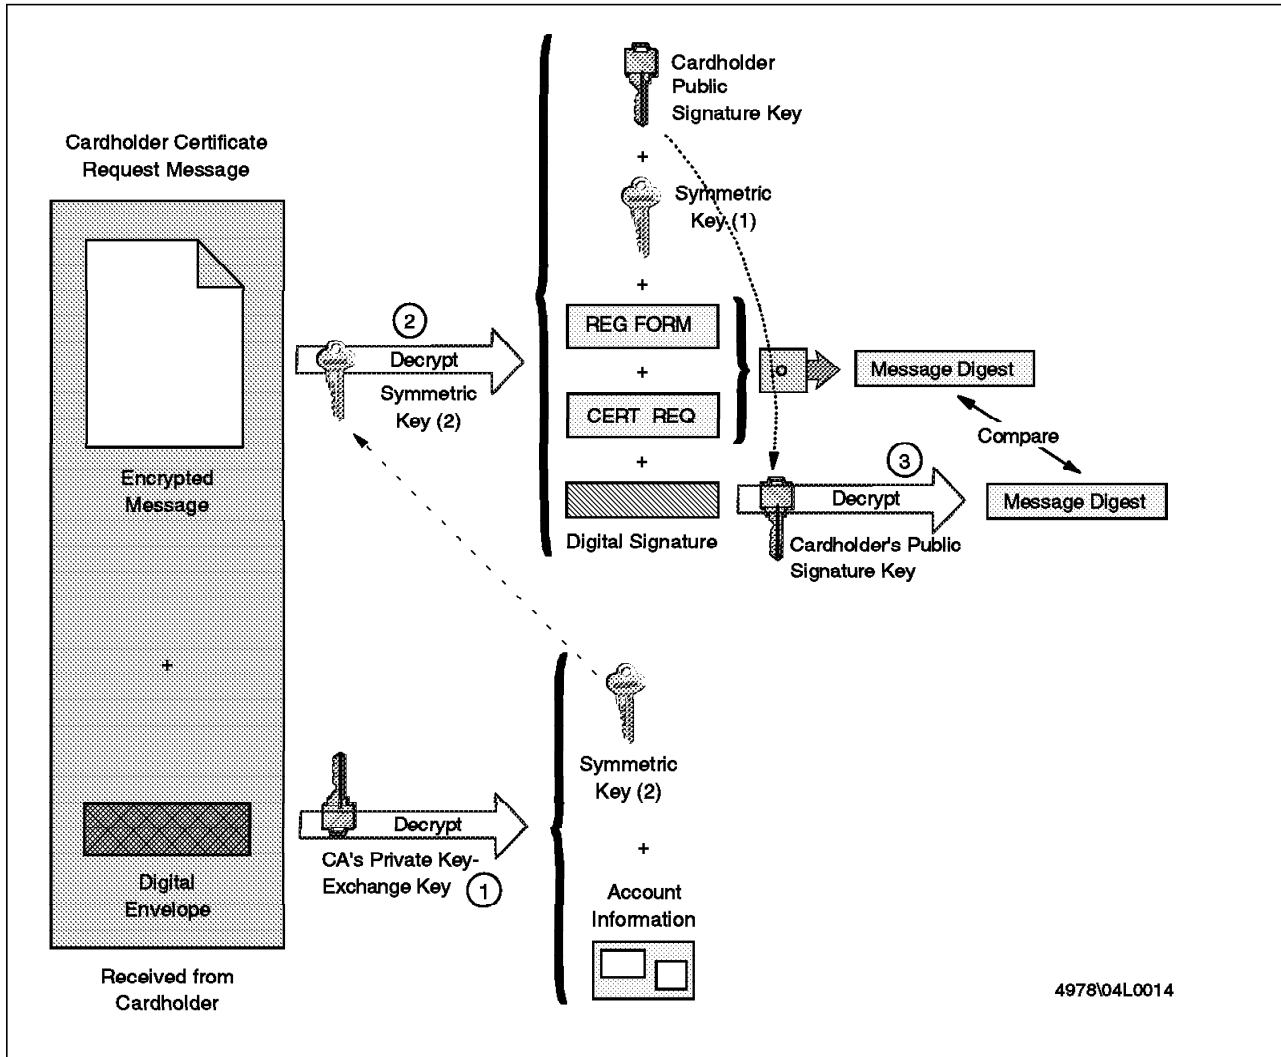 Cardholder
Public
Signature Key
Cardholder Certificate
Request Message
+
Symmetric
Key (1)
+
REG FORM
2
Decrypt
Symmetric
Key (2)
+
Message Digest
CERT REQ
Compare
+
3
Encrypted
Message
Decrypt
Message Digest
Digital Signature
Cardholder's Public
Signature Key
+
Symmetric
Key (2)
Decrypt
CA's Private Key-
Exchange Key
1
+
Digital
Envelope
Account
Information
Received from
Cardholder
4978\04L0014